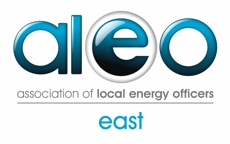 aleo
association of local energy officers
east